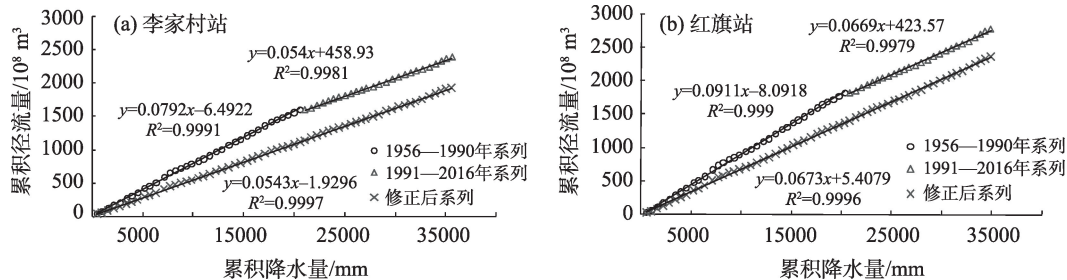 (a) 李家村站
累积径流量/10⁸ m³
3000
2500
2000
1500
1000
500
0
y=0.054x+458.93
R²=0.9981
y=0.0792x–6.4922
R²=0.9991
y=0.0543x–1.9296
R²=0.9997
1956—1990年系列
1991—2016年系列
修正后系列
5000 15000 25000 35000
累积降水量/mm
(b) 红旗站
累积径流量/10⁸ m³
3000
2500
2000
1500
1000
500
0
y=0.0669x+423.57
R²=0.9979
y=0.0911x–8.0918
R²=0.999
y=0.0673x+5.4079
R²=0.9996
1956—1990年系列
1991—2016年系列
修正后系列
5000 15000 25000 35000
累积降水量/mm